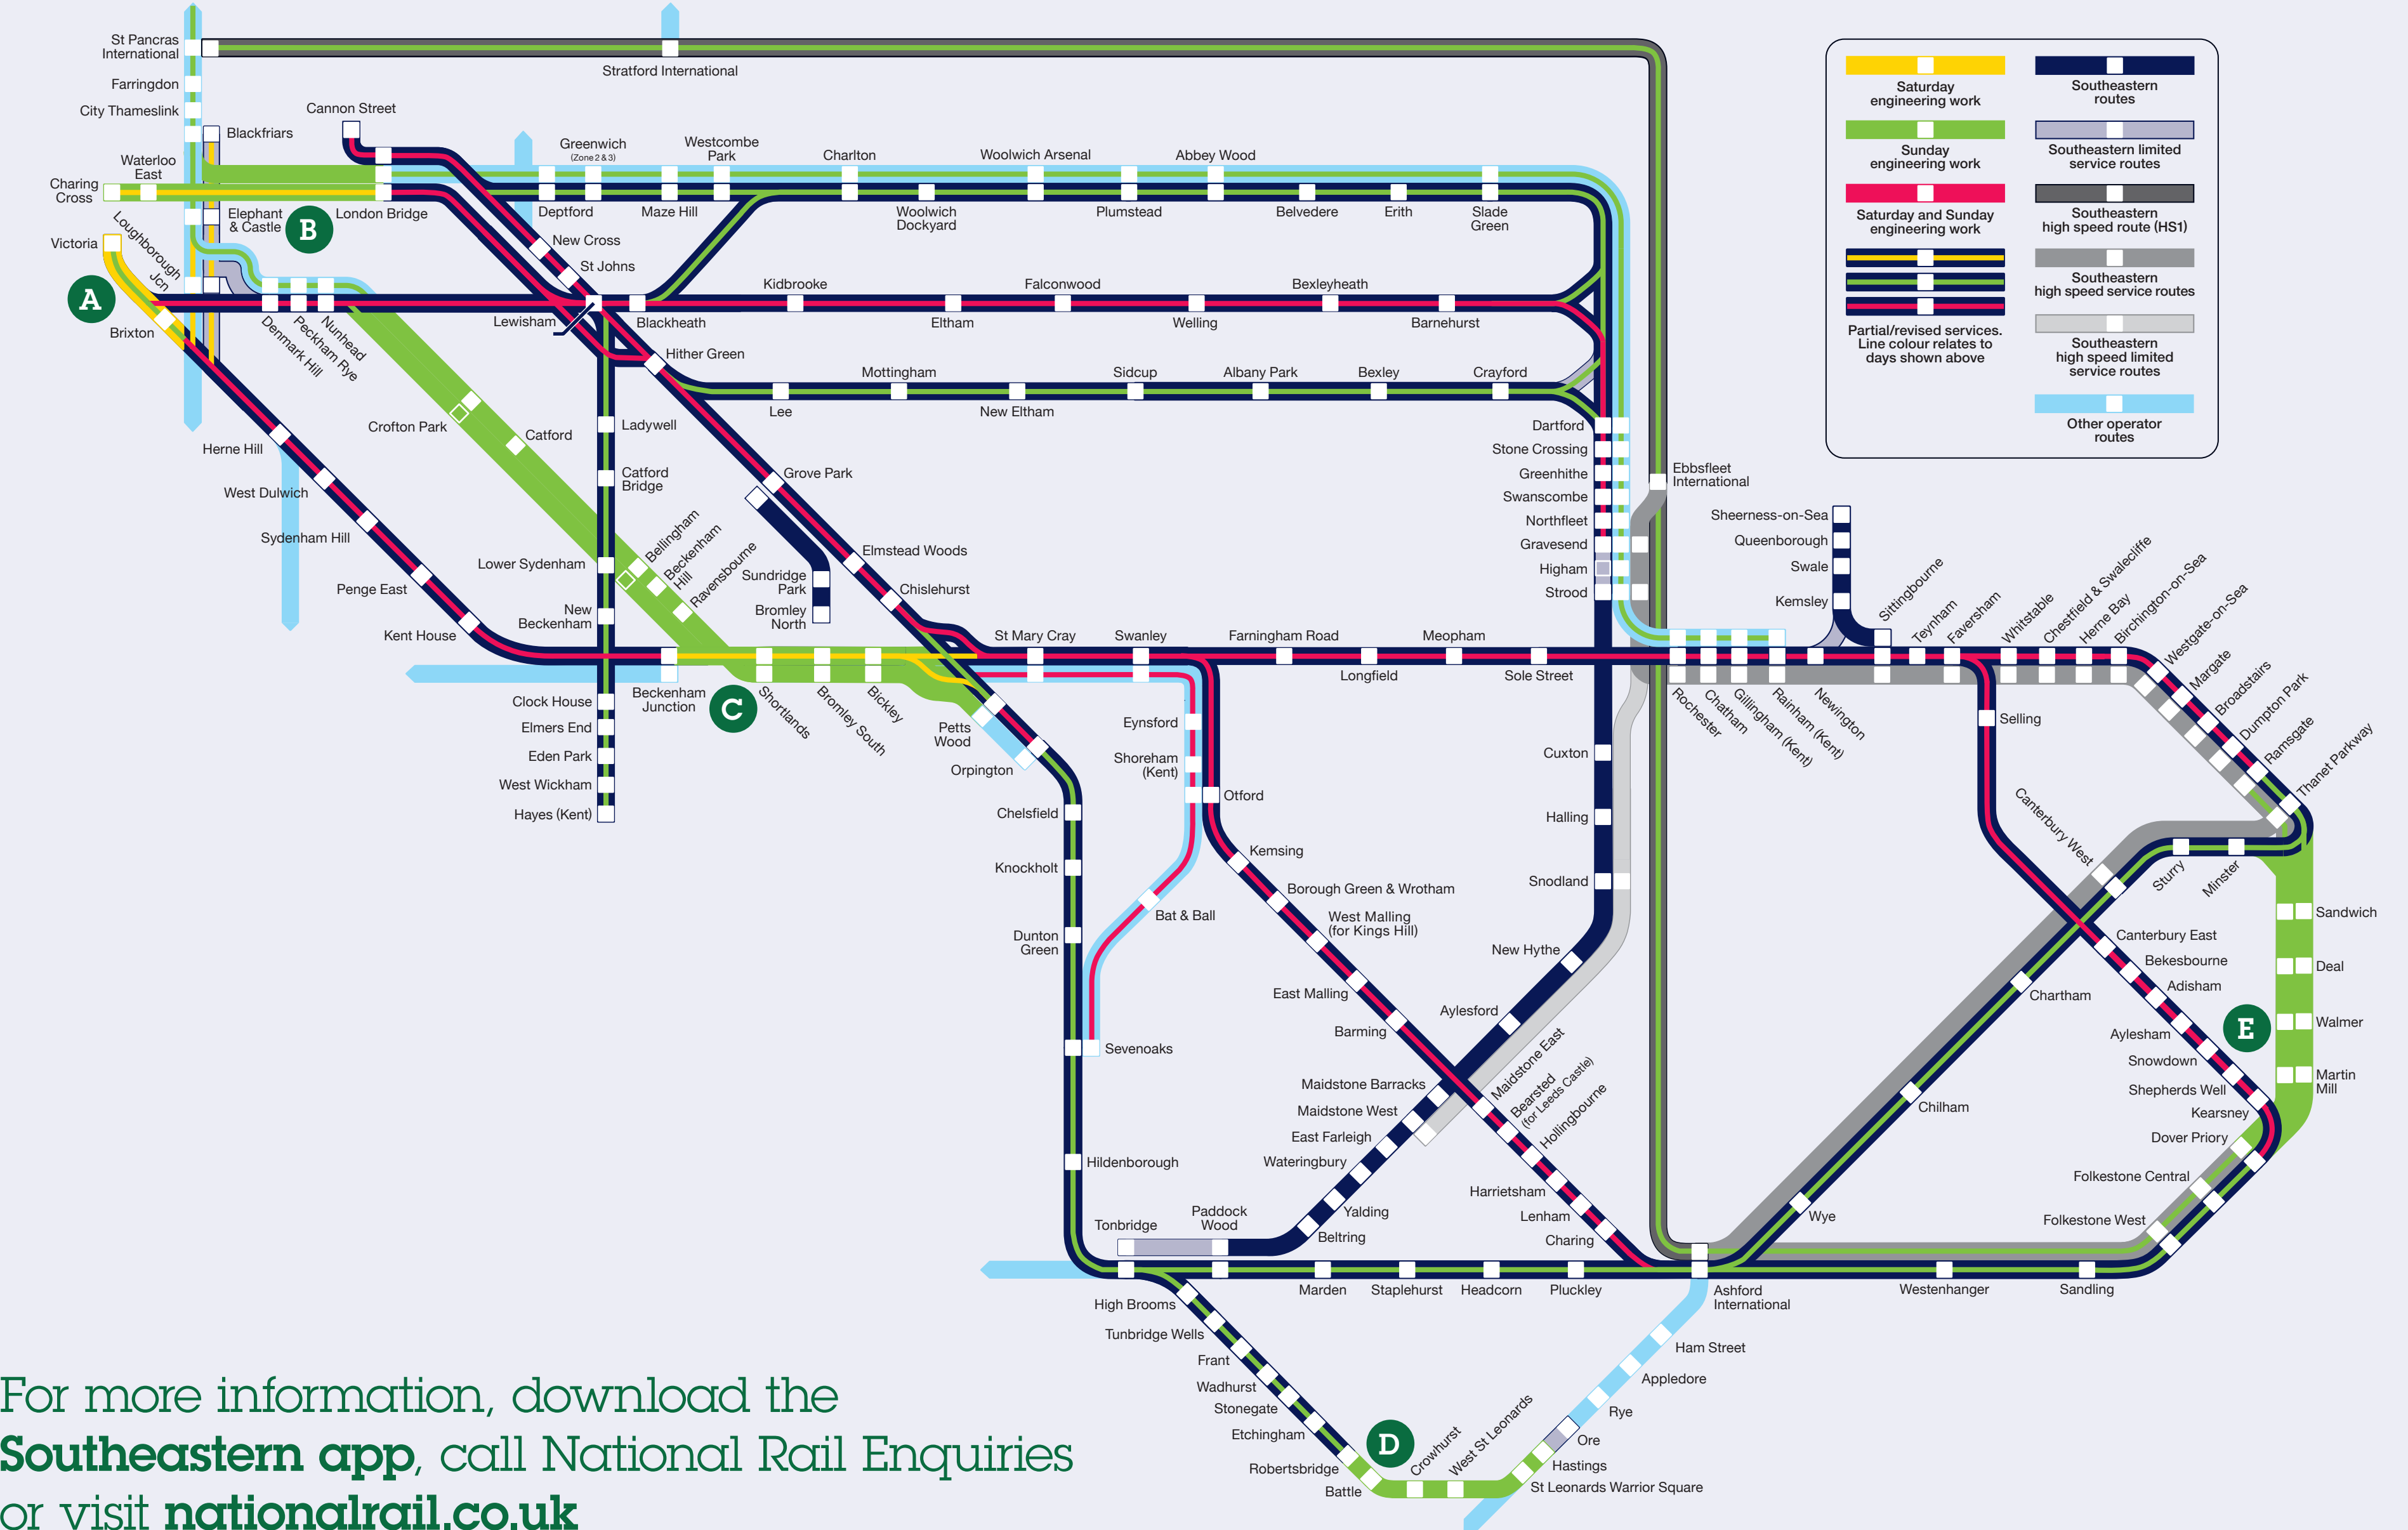 St Pancras
International
Farringdon
City Thameslink
Blackfriars
Waterloo
East
Charing
Cross
Elephant
& Castle
Loughborough
Jcn
Victoria
Brixton
A
B
Cannon Street
London Bridge
Stratford International
Deptford
Greenwich
(Zone 2 & 3)
Maze Hill
Westcombe
Park
Charlton
Woolwich
Dockyard
Woolwich Arsenal
Plumstead
Abbey Wood
Belvedere
Erith
Slade
Green
New Cross
St Johns
Lewisham
Denmark Hill
Peckham Rye
Nunhead
Blackheath
Kidbrooke
Eltham
Falconwood
Welling
Bexleyheath
Barnehurst
Hither Green
Lee
Mottingham
New Eltham
Sidcup
Albany Park
Bexley
Crayford
Crofton Park
Catford
Bellingham
Beckenham
Hill
Ravensbourne
Ladywell
Catford
Bridge
Lower Sydenham
New
Beckenham
Clock House
Elmers End
Eden Park
West Wickham
Hayes (Kent)
Herne Hill
West Dulwich
Sydenham Hill
Penge East
Kent House
Beckenham
Junction
C
Shortlands
Bromley South
Bickley
Grove Park
Sundridge
Park
Bromley
North
Elmstead Woods
Chislehurst
Petts
Wood
Orpington
St Mary Cray
Swanley
Farningham Road
Longfield
Meopham
Sole Street
Dartford
Stone Crossing
Greenhithe
Swanscombe
Northfleet
Gravesend
Higham
Strood
Ebbsfleet
International
Rochester
Chatham
Gillingham (Kent)
Rainham (Kent)
Newington
Sheerness-on-Sea
Queenborough
Swale
Kemsley
Sittingbourne
Teynham
Faversham
Whitstable
Chestfield & Swalecliffe
Herne Bay
Birchington-on-Sea
Westgate-on-Sea
Margate
Broadstairs
Dumpton Park
Ramsgate
Thanet Parkway
Selling
Canterbury East
Bekesbourne
Adisham
Aylesham
Snowdown
Shepherds Well
Kearsney
Dover Priory
Folkestone Central
Folkestone West
Canterbury West
Sturry
Minster
Sandwich
Deal
Walmer
Martin
Mill
E
Chartham
Chilham
Wye
Eynsford
Shoreham
(Kent)
Otford
Bat & Ball
Sevenoaks
Kemsing
Borough Green & Wrotham
West Malling
(for Kings Hill)
East Malling
Barming
Maidstone East
Bearsted
(for Leeds Castle)
Hollingbourne
Harrietsham
Lenham
Charing
Cuxton
Halling
Snodland
New Hythe
Aylesford
Maidstone Barracks
Maidstone West
East Farleigh
Wateringbury
Yalding
Beltring
Chelsfield
Knockholt
Dunton
Green
Hildenborough
Tonbridge
Paddock
Wood
Marden
Staplehurst
Headcorn
Pluckley
Ashford
International
Westenhanger
Sandling
High Brooms
Tunbridge Wells
Frant
Wadhurst
Stonegate
Etchingham
Robertsbridge
Battle
D
Crowhurst
West St Leonards
St Leonards Warrior Square
Hastings
Ore
Rye
Appledore
Ham Street
Saturday
engineering work
Sunday
engineering work
Saturday and Sunday
engineering work
Partial/revised services.
Line colour relates to
days shown above
Southeastern
routes
Southeastern limited
service routes
Southeastern
high speed route (HS1)
Southeastern
high speed service routes
Southeastern
high speed limited
service routes
Other operator
routes
For more information, download the
Southeastern app, call National Rail Enquiries
or visit nationalrail.co.uk